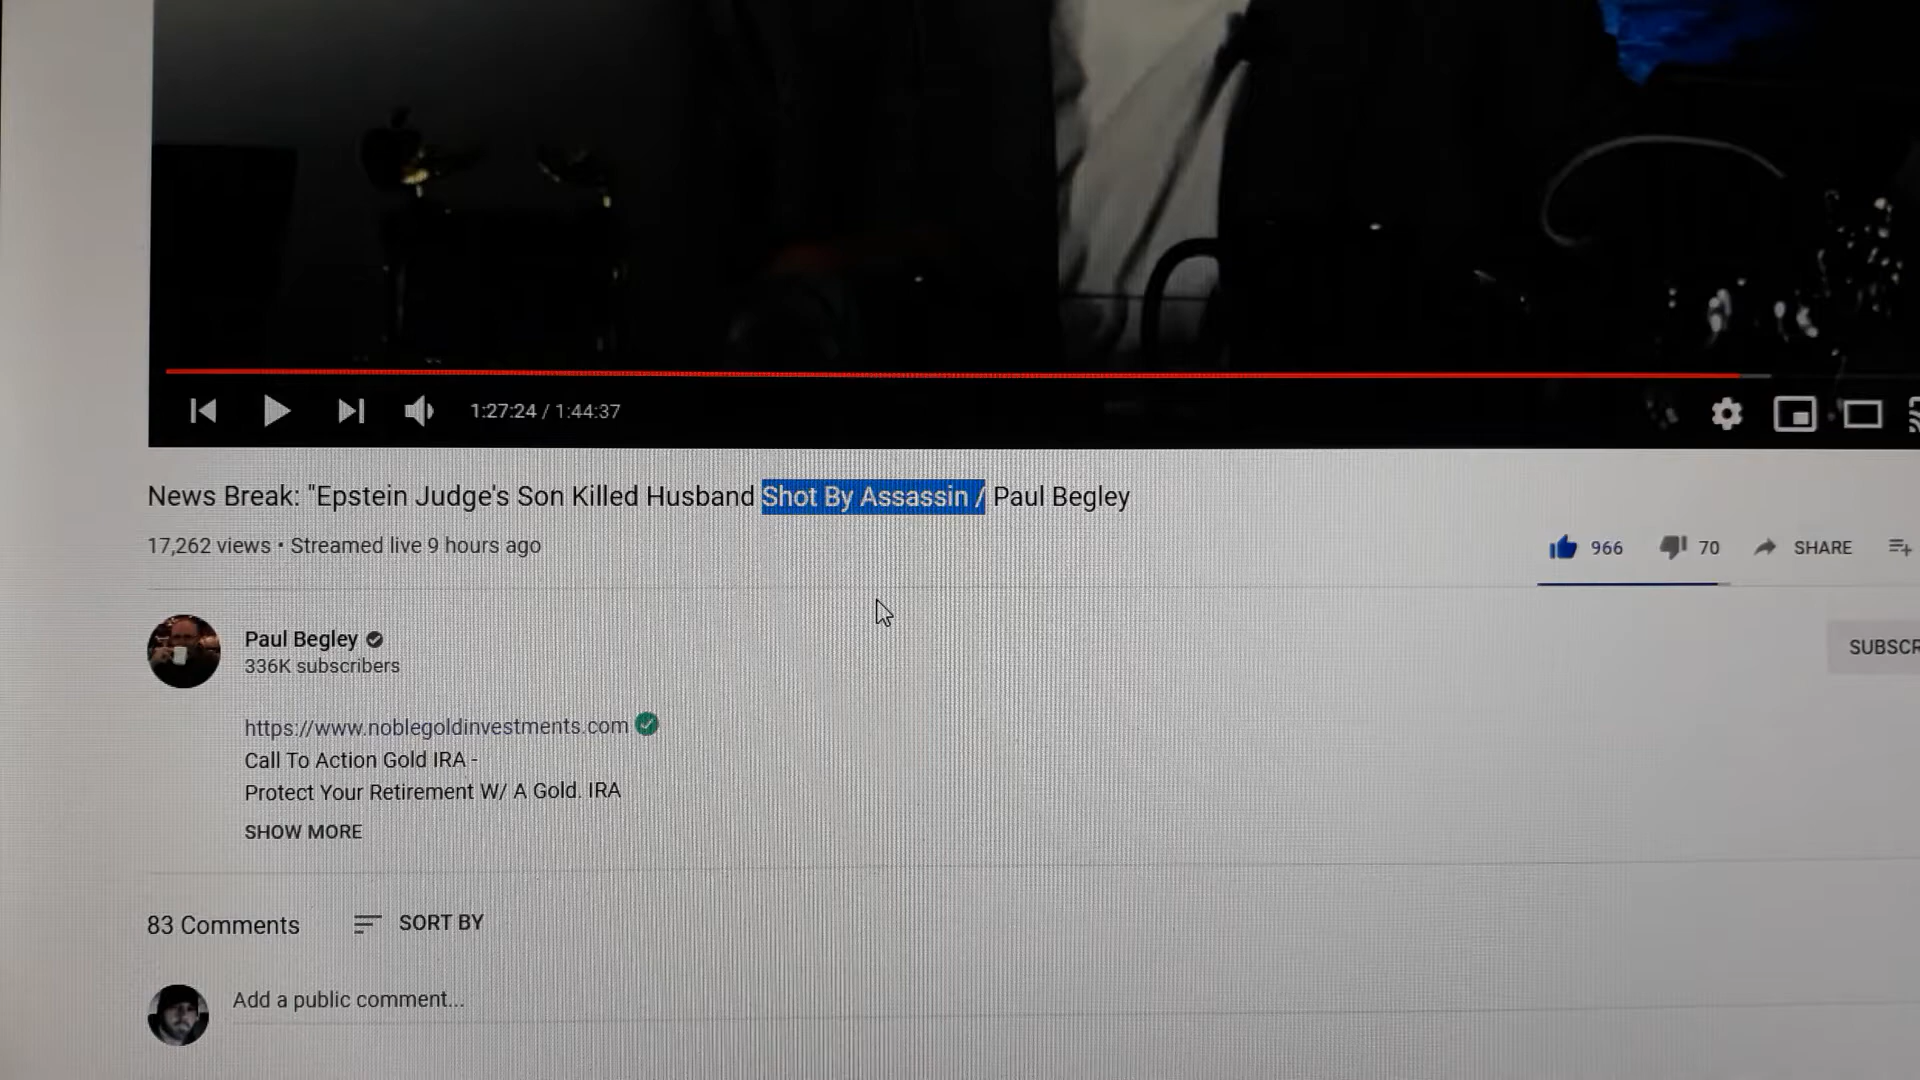 1:27:24 / 1:44:37
News Break: "Epstein Judge's Son Killed Husband Shot By Assassin / Paul Begley
17,262 views • Streamed live 9 hours ago
966
70
SHARE
Paul Begley
336K subscribers
SUBSCR
https://www.noblegoldinvestments.com
Call To Action Gold IRA -
Protect Your Retirement W/ A Gold. IRA
SHOW MORE
83 Comments
SORT BY
Add a public comment...